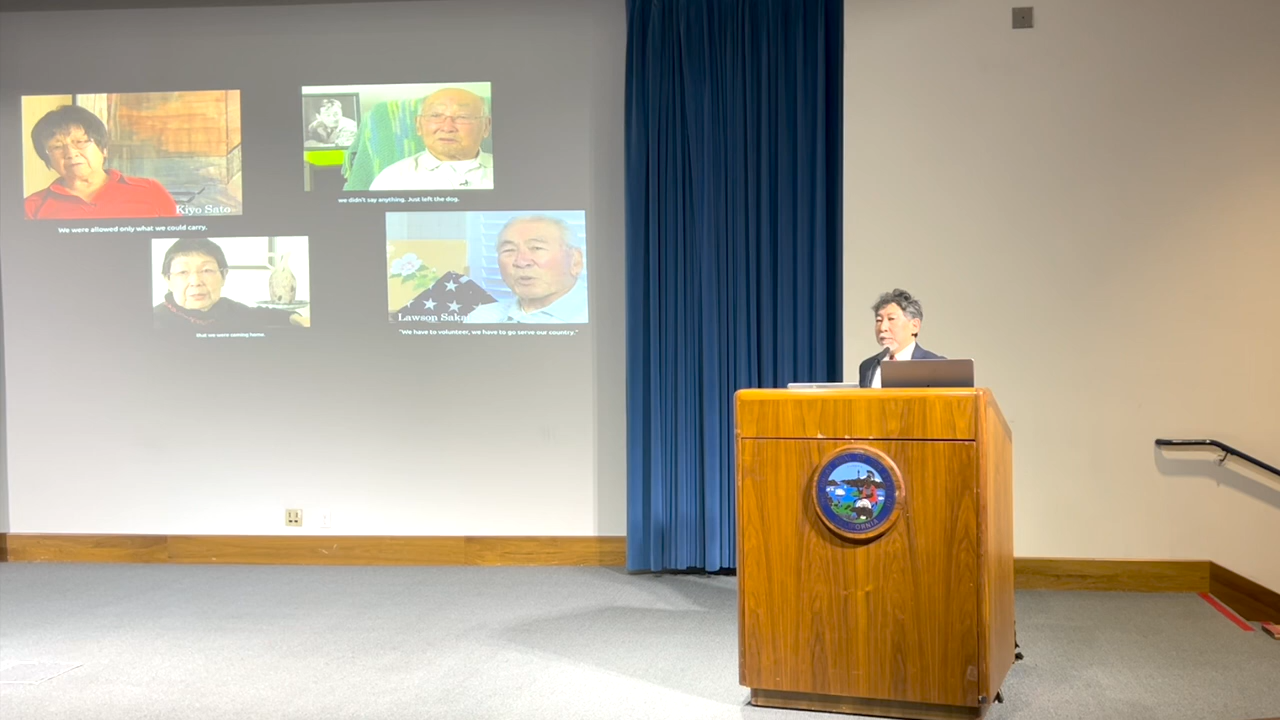 Kiyo Sato
We were allowed only what we could carry.
we didn't say anything. Just left the dog.
that we were coming home.
Lawson Saka
"We have to volunteer, we have to go serve our country."